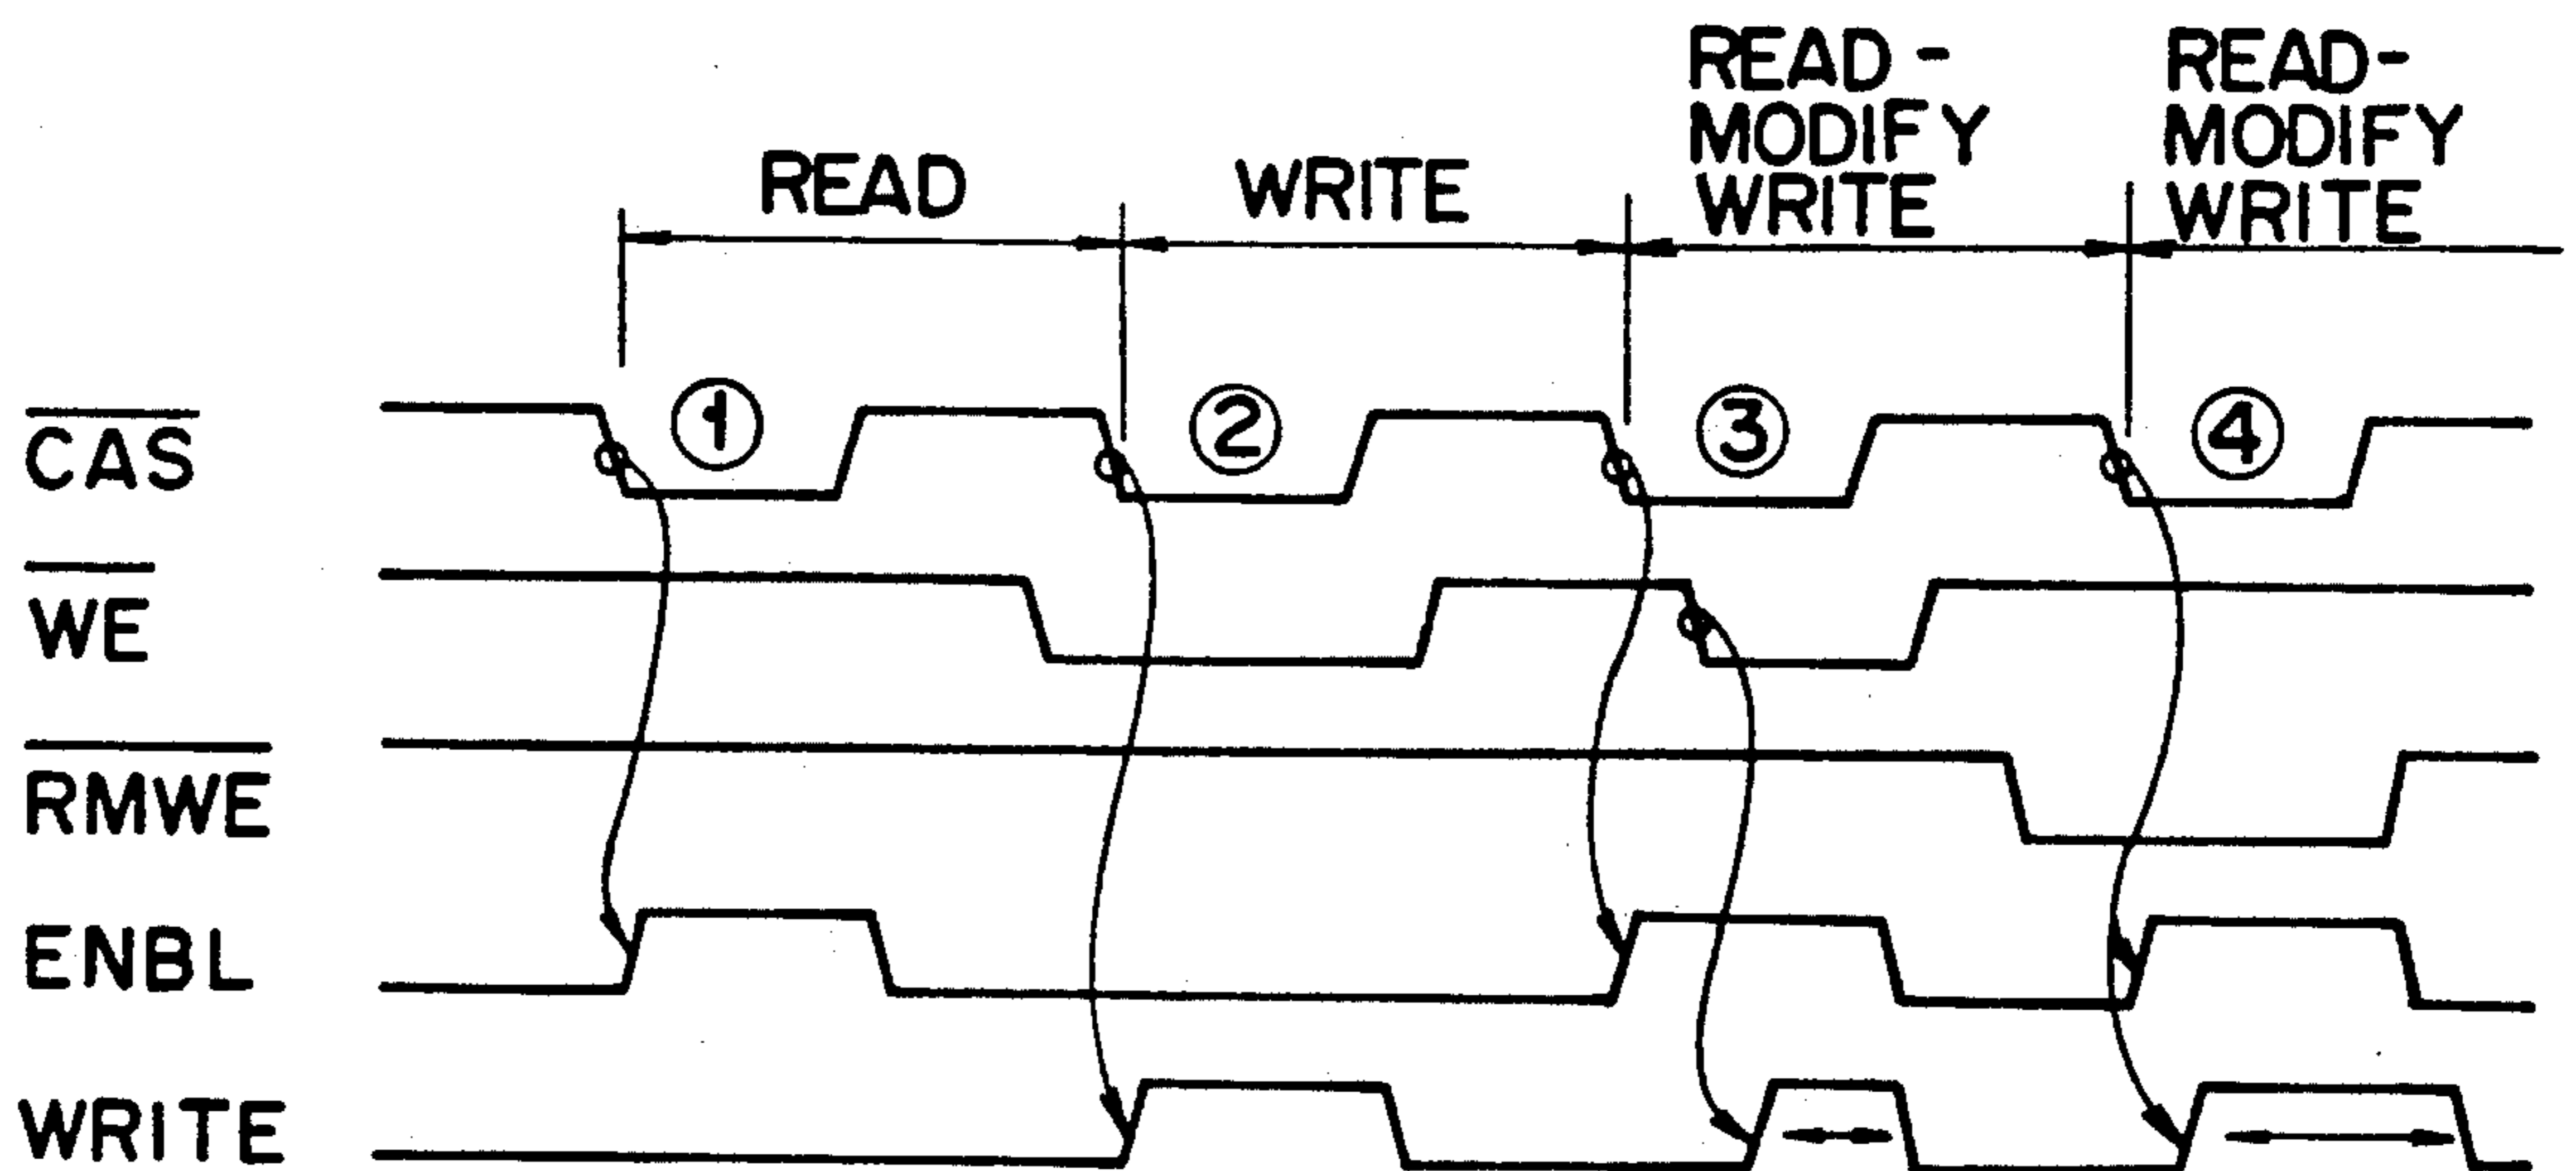 READ
WRITE
READ-
MODIFY
WRITE
READ-
MODIFY
WRITE
CAS
① ② ③ ④
WE
RMWE
ENBL
WRITE